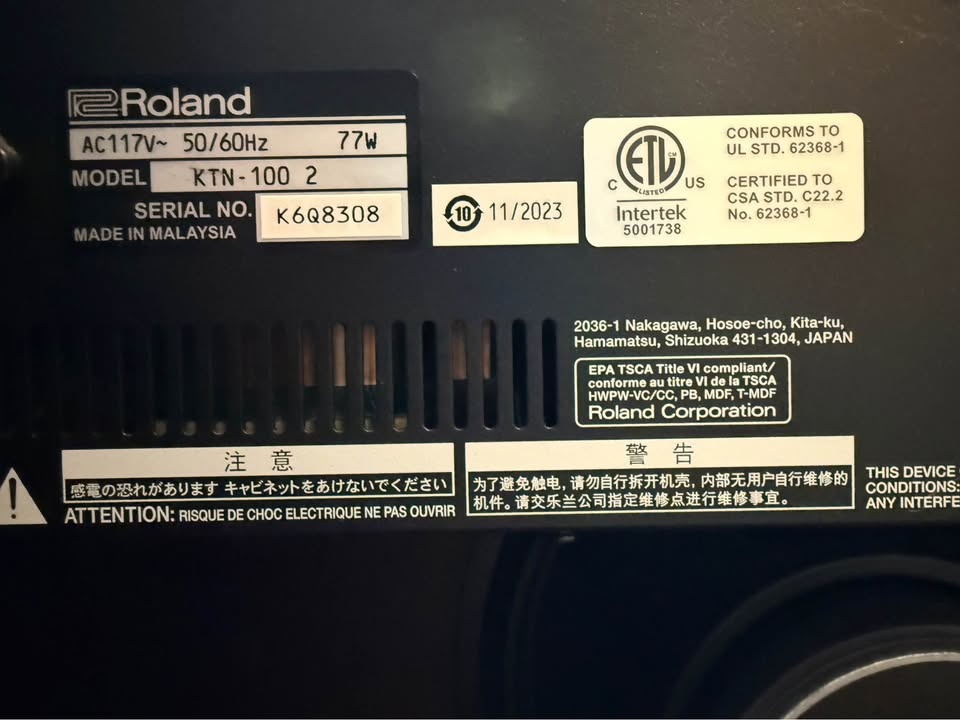 Roland
AC117V~ 50/60Hz 77W
MODEL KTN-100 2
SERIAL NO. K6Q8308
MADE IN MALAYSIA
10 11/2023
C ETL CM US
LISTED
Intertek
5001738
CONFORMS TO
UL STD. 62368-1
CERTIFIED TO
CSA STD. C22.2
No. 62368-1
2036-1 Nakagawa, Hosoe-cho, Kita-ku,
Hamamatsu, Shizuoka 431-1304, JAPAN
EPA TSCA Title VI compliant/
conforme au titre VI de la TSCA
HWPW-VC/CC, PB, MDF, T-MDF
Roland Corporation
注 意
感電の恐れがあります キャビネットをあけないでください
ATTENTION: RISQUE DE CHOC ELECTRIQUE NE PAS OUVRIR
警 告
为了避免触电，请勿自行拆开机壳，内部无用户自行维修的
机件。请交乐兰公司指定维修点进行维修事宜。
THIS DEVICE
CONDITIONS:
ANY INTERFE